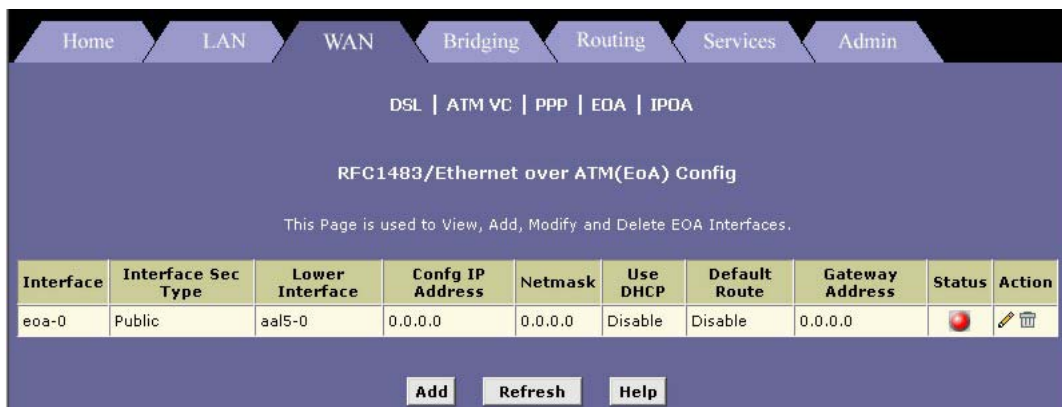 Home LAN WAN Bridging Routing Services Admin
DSL | ATM VC | PPP | EOA | IPOA
RFC1483/Ethernet over ATM(EoA) Config
This Page is used to View, Add, Modify and Delete EOA Interfaces.
Interface Interface Sec Type Lower Interface Confg IP Address Netmask Use DHCP Default Route Gateway Address Status Action
eoa-0 Public aal5-0 0.0.0.0 0.0.0.0 Disable Disable 0.0.0.0
Add Refresh Help